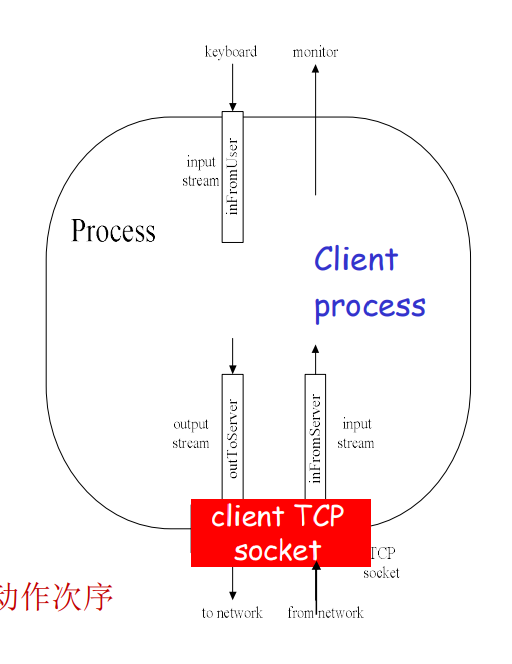 keyboard
monitor
input
stream
inFromUser
Process
Client
process
output
stream
outToServer
inFromServer
input
stream
client TCP
socket
TCP
socket
动作次序
to network
from network